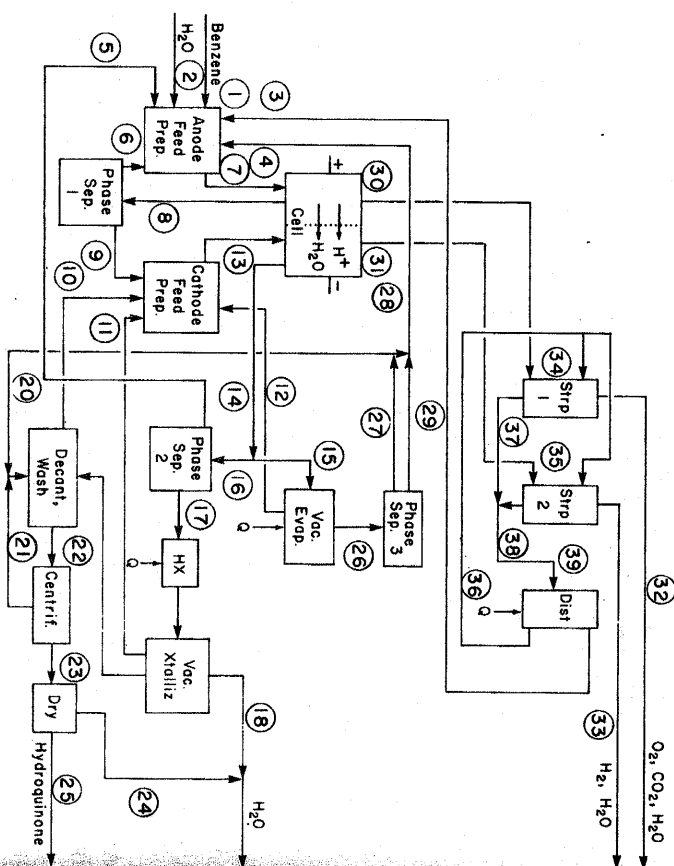 Benzene
H₂O
①
②
③
④
⑤
⑥
⑦
Anode
Feed
Prep.
Phase
Sep.
1
⑧
⑨
⑩
⑪
Cathode
Feed
Prep.
+
Cell
H⁺
H₂O
−
㉚
㉛
㉘
⑬
⑫
⑭
⑮
⑯
Phase
Sep. 2
⑰
Q
HX
Vac.
Xtalliz
⑱
Vac.
Evap.
Q
㉖
Phase
Sep. 3
㉗
㉙
⑳
Decant,
Wash
㉑
㉒
Centrif.
㉓
Dry
㉔
㉕
Hydroquinone
H₂O
㉞
Strp
1
㊲
㉟
Strp
2
㊳
㊴
㊱
Q
Dist
㉜
㉝
H₂, H₂O
O₂, CO₂, H₂O